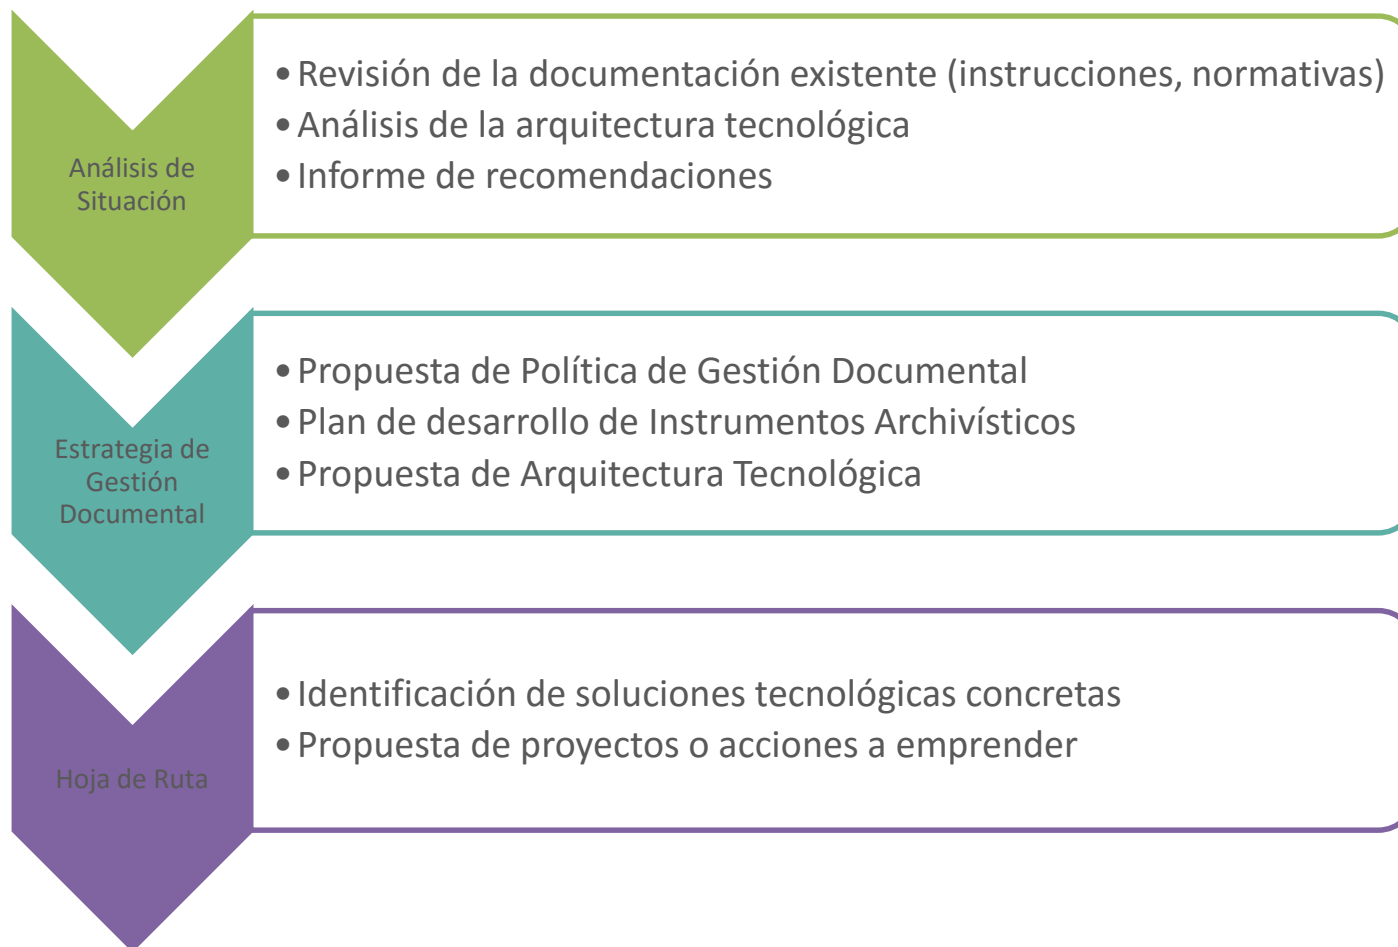 Análisis de
Situación
• Revisión de la documentación existente (instrucciones, normativas)
• Análisis de la arquitectura tecnológica
• Informe de recomendaciones
Estrategia de
Gestión
Documental
• Propuesta de Política de Gestión Documental
• Plan de desarrollo de Instrumentos Archivísticos
• Propuesta de Arquitectura Tecnológica
Hoja de Ruta
• Identificación de soluciones tecnológicas concretas
• Propuesta de proyectos o acciones a emprender